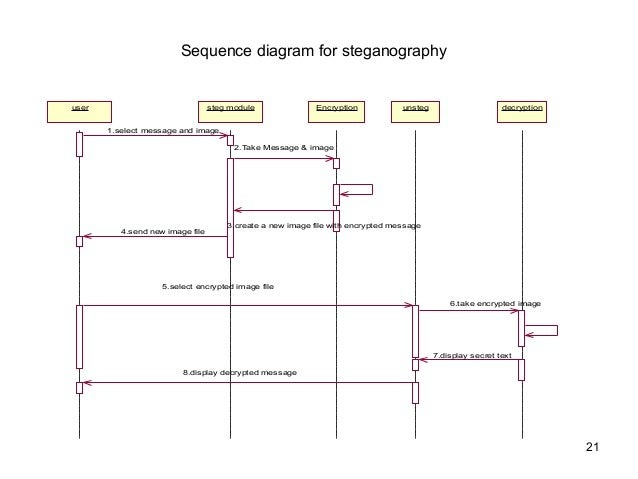 Sequence diagram for steganography
user
steg module
Encryption
unsteg
decryption
1.select message and image
2.Take Message & image
3.create a new image file with encrypted message
4.send new image file
5.select encrypted image file
6.take encrypted image
7.display secret text
8.display decrypted message
21